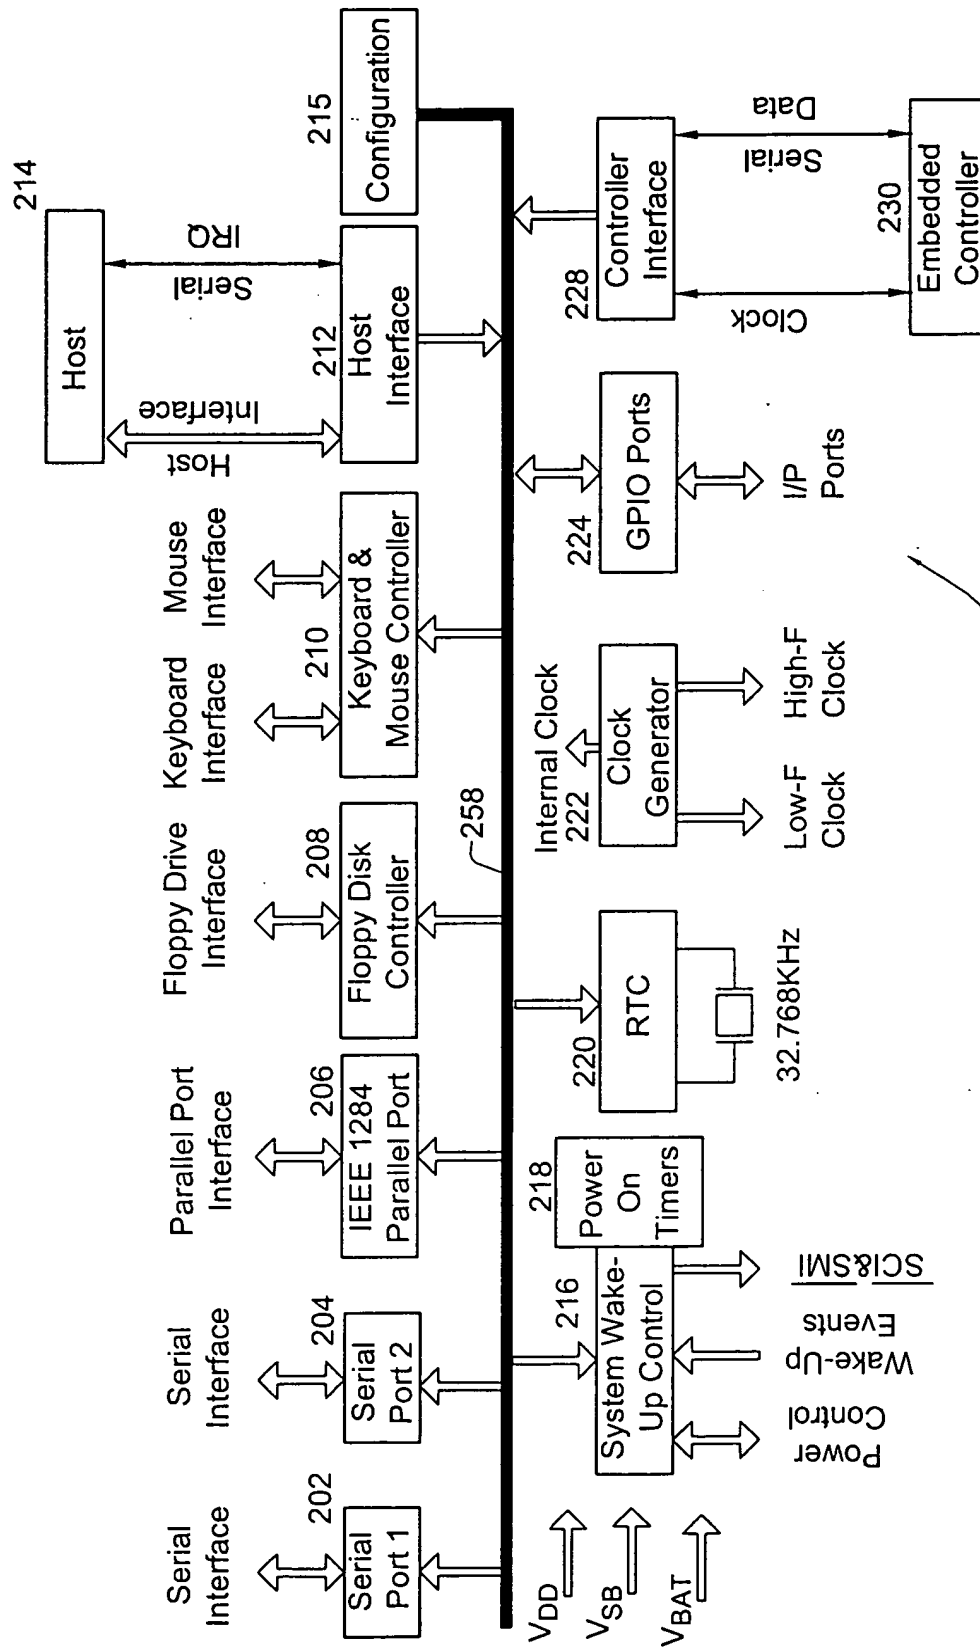 214
Host
Host
Interface
Serial
IRQ
215
Configuration
212
Host
Interface
Keyboard
Interface
Mouse
Interface
210
Keyboard &
Mouse Controller
Floppy Drive
Interface
208
Floppy Disk
Controller
Parallel Port
Interface
206
IEEE 1284
Parallel Port
Serial
Interface
204
Serial
Port 2
Serial
Interface
202
Serial
Port 1
258
VDD
VSB
VBAT
216
System Wake-
Up Control
218
Power
On
Timers
Power
Control
Wake-Up
Events
SCI&SMI
220
RTC
32.768KHz
Internal Clock
222
Clock
Generator
Low-F
Clock
High-F
Clock
224
GPIO Ports
I/P
Ports
228
Controller
Interface
Clock
Serial
Data
230
Embedded
Controller